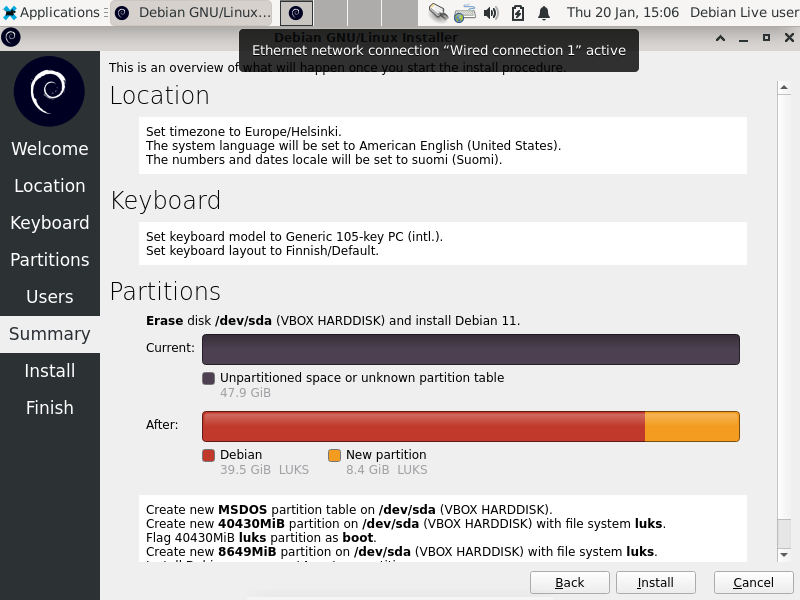 Applications
Debian GNU/Linux...
Thu 20 Jan, 15:06
Debian Live user
Debian GNU/Linux Installer
Ethernet network connection “Wired connection 1” active
This is an overview of what will happen once you start the install procedure.
Welcome
Location
Keyboard
Partitions
Users
Summary
Install
Finish
Location
Set timezone to Europe/Helsinki.
The system language will be set to American English (United States).
The numbers and dates locale will be set to suomi (Suomi).
Keyboard
Set keyboard model to Generic 105-key PC (intl.).
Set keyboard layout to Finnish/Default.
Partitions
Erase disk /dev/sda (VBOX HARDDISK) and install Debian 11.
Current:
Unpartitioned space or unknown partition table
47.9 GiB
After:
Debian
39.5 GiB LUKS
New partition
8.4 GiB LUKS
Create new MSDOS partition table on /dev/sda (VBOX HARDDISK).
Create new 40430MiB partition on /dev/sda (VBOX HARDDISK) with file system luks.
Flag 40430MiB luks partition as boot.
Create new 8649MiB partition on /dev/sda (VBOX HARDDISK) with file system luks.
Back
Install
Cancel